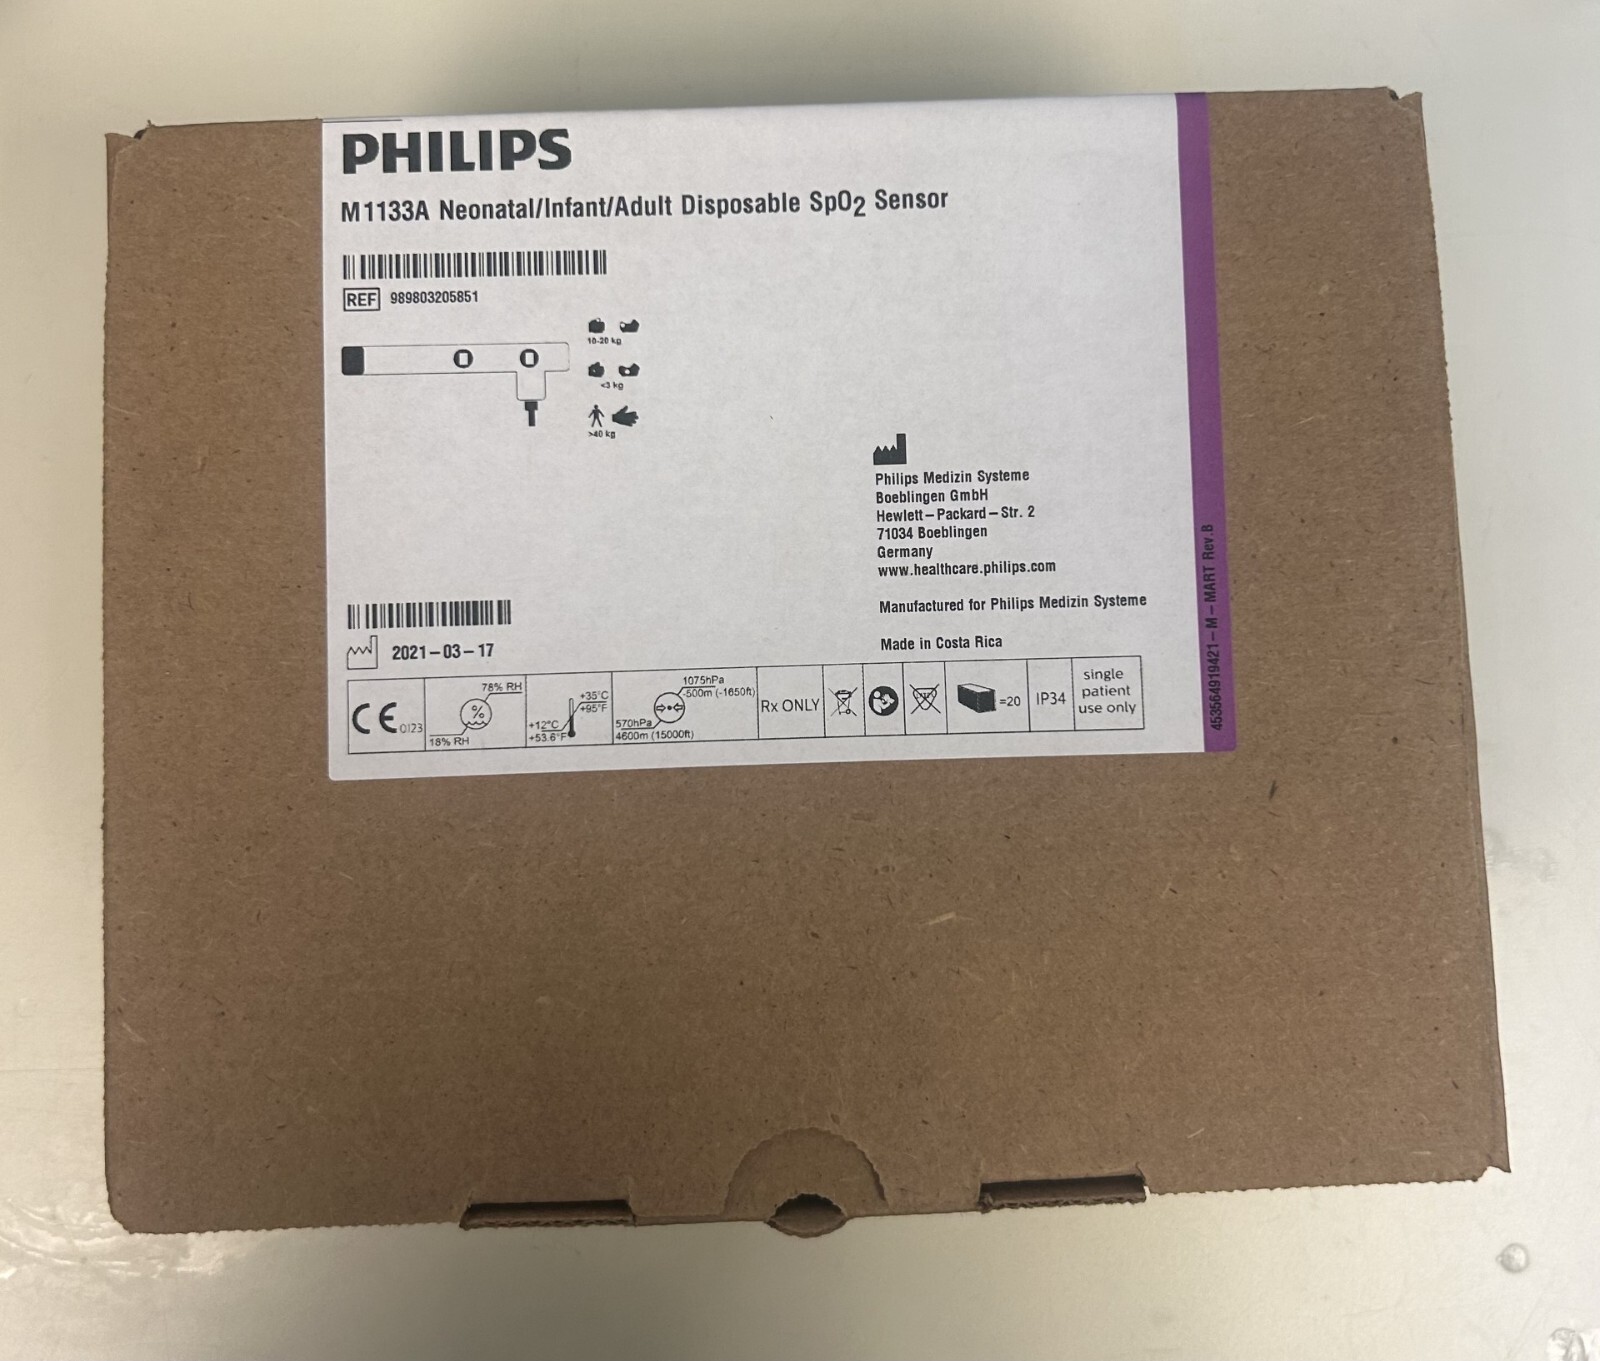 PHILIPS
M1133A Neonatal/Infant/Adult Disposable SpO2 Sensor
REF 989803205851
10-20 kg
<3 kg
>40 kg
Philips Medizin Systeme
Boeblingen GmbH
Hewlett-Packard-Str. 2
71034 Boeblingen
Germany
www.healthcare.philips.com
Manufactured for Philips Medizin Systeme
Made in Costa Rica
2021-03-17
CE 0123
78% RH
%
18% RH
+35°C
+95°F
+12°C
+53.6°F
1075hPa
-500m (-1650ft)
570hPa
4600m (15000ft)
Rx ONLY
=20
IP34
single
patient
use only
453564919421-M-MART Rev.B